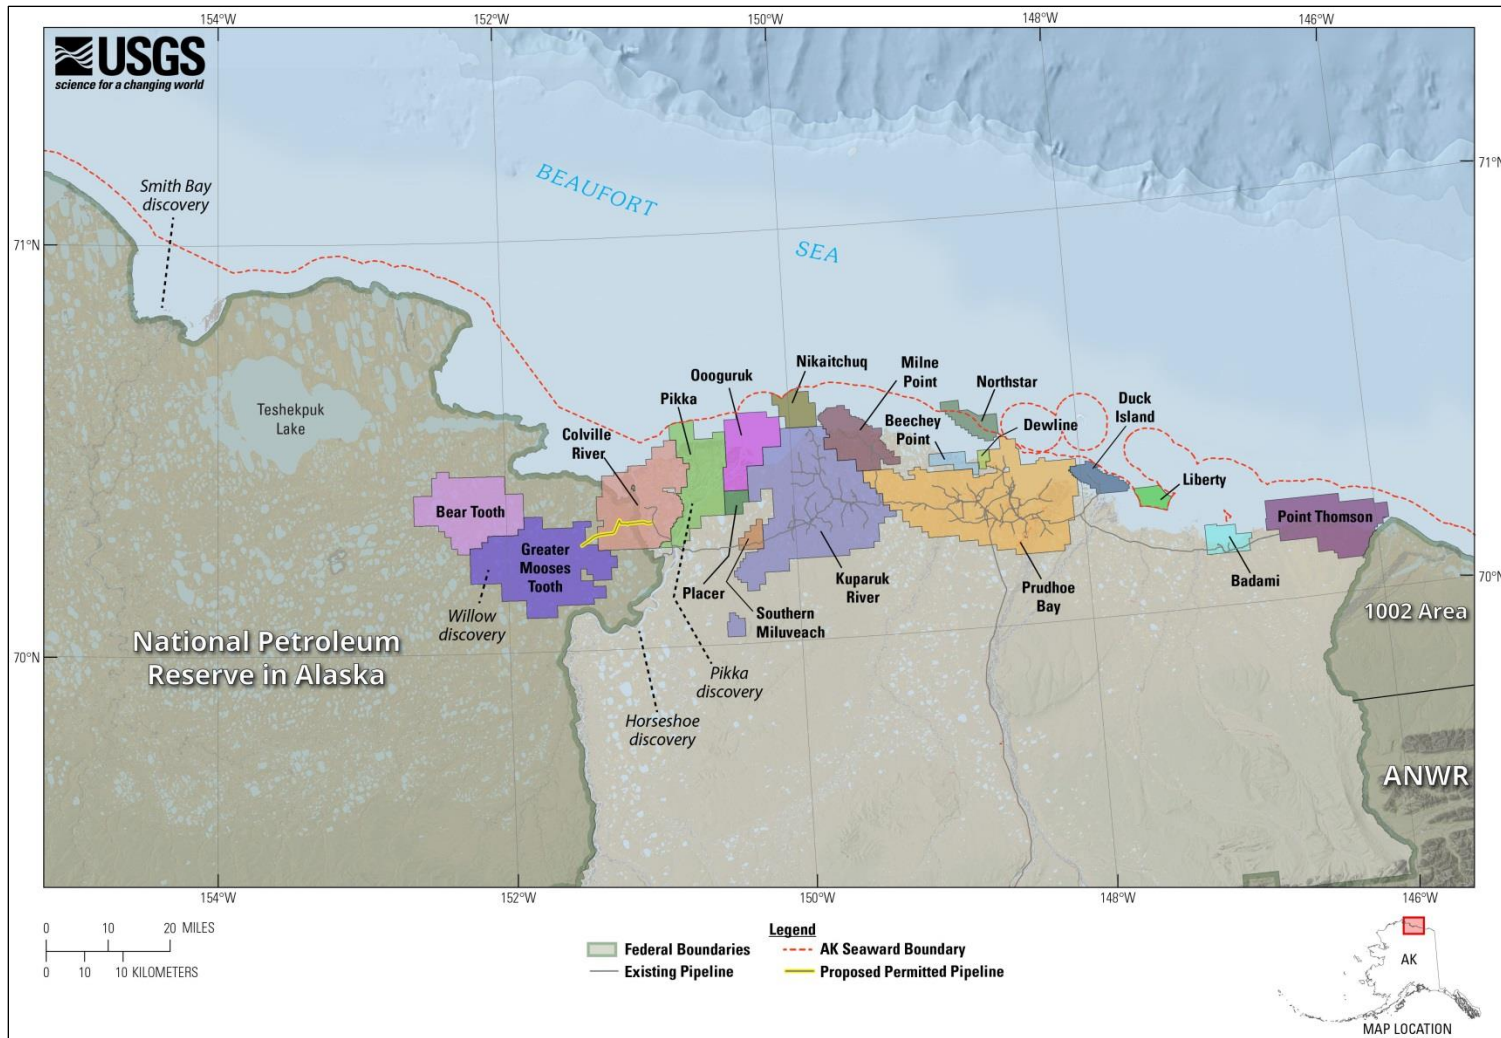 154°W
152°W
150°W
148°W
146°W
USGS
science for a changing world
71°N
71°N
Smith Bay
discovery
BEAUFORT
SEA
Teshekpuk
Lake
Nikaitchuq
Milne
Point
Oooguruk
Northstar
Pikka
Duck
Island
Beechey
Point
Dewline
Colville
River
Liberty
Bear Tooth
Point Thomson
Greater
Mooses
Tooth
Kuparuk
River
Prudhoe
Bay
Badami
Placer
Southern
Miluveach
1002 Area
Willow
discovery
National Petroleum
Reserve in Alaska
70°N
70°N
Pikka
discovery
Horseshoe
discovery
ANWR
154°W
152°W
150°W
148°W
146°W
0 10 20 MILES
0 10 10 KILOMETERS
Legend
Federal Boundaries
AK Seaward Boundary
Existing Pipeline
Proposed Permitted Pipeline
AK
MAP LOCATION